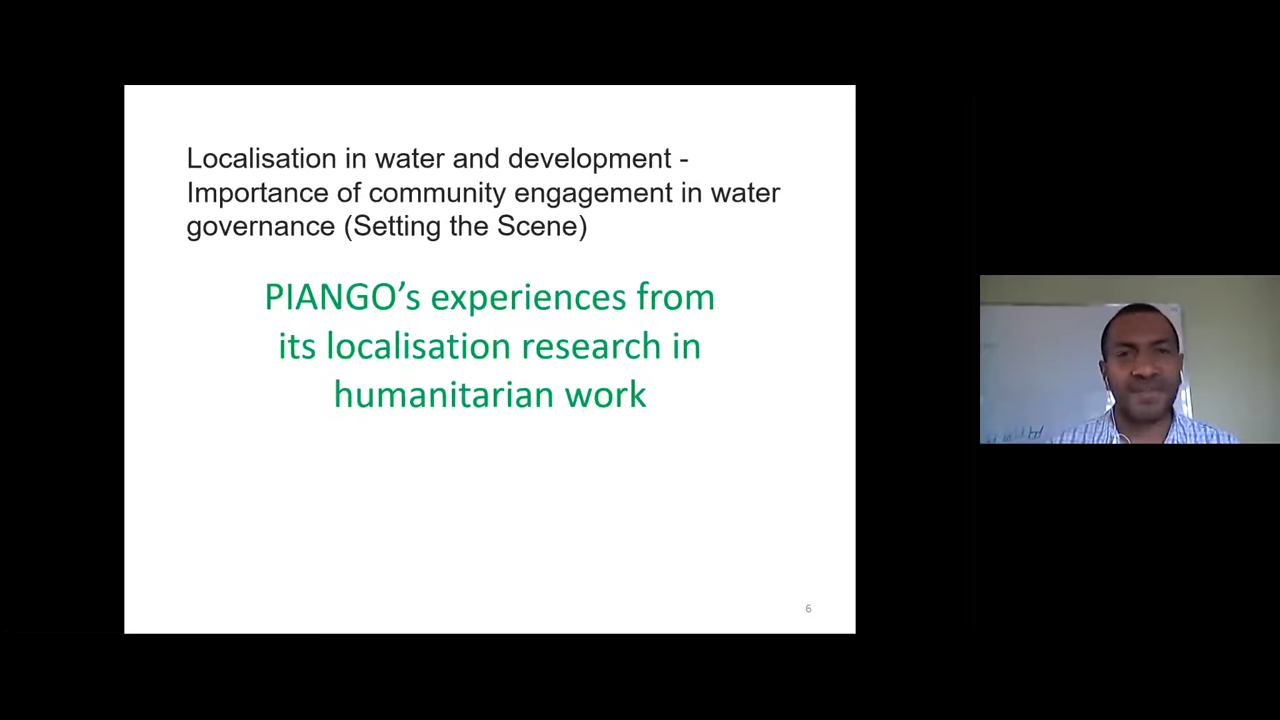 Localisation in water and development -
Importance of community engagement in water
governance (Setting the Scene)
PIANGO’s experiences from
its localisation research in
humanitarian work
6